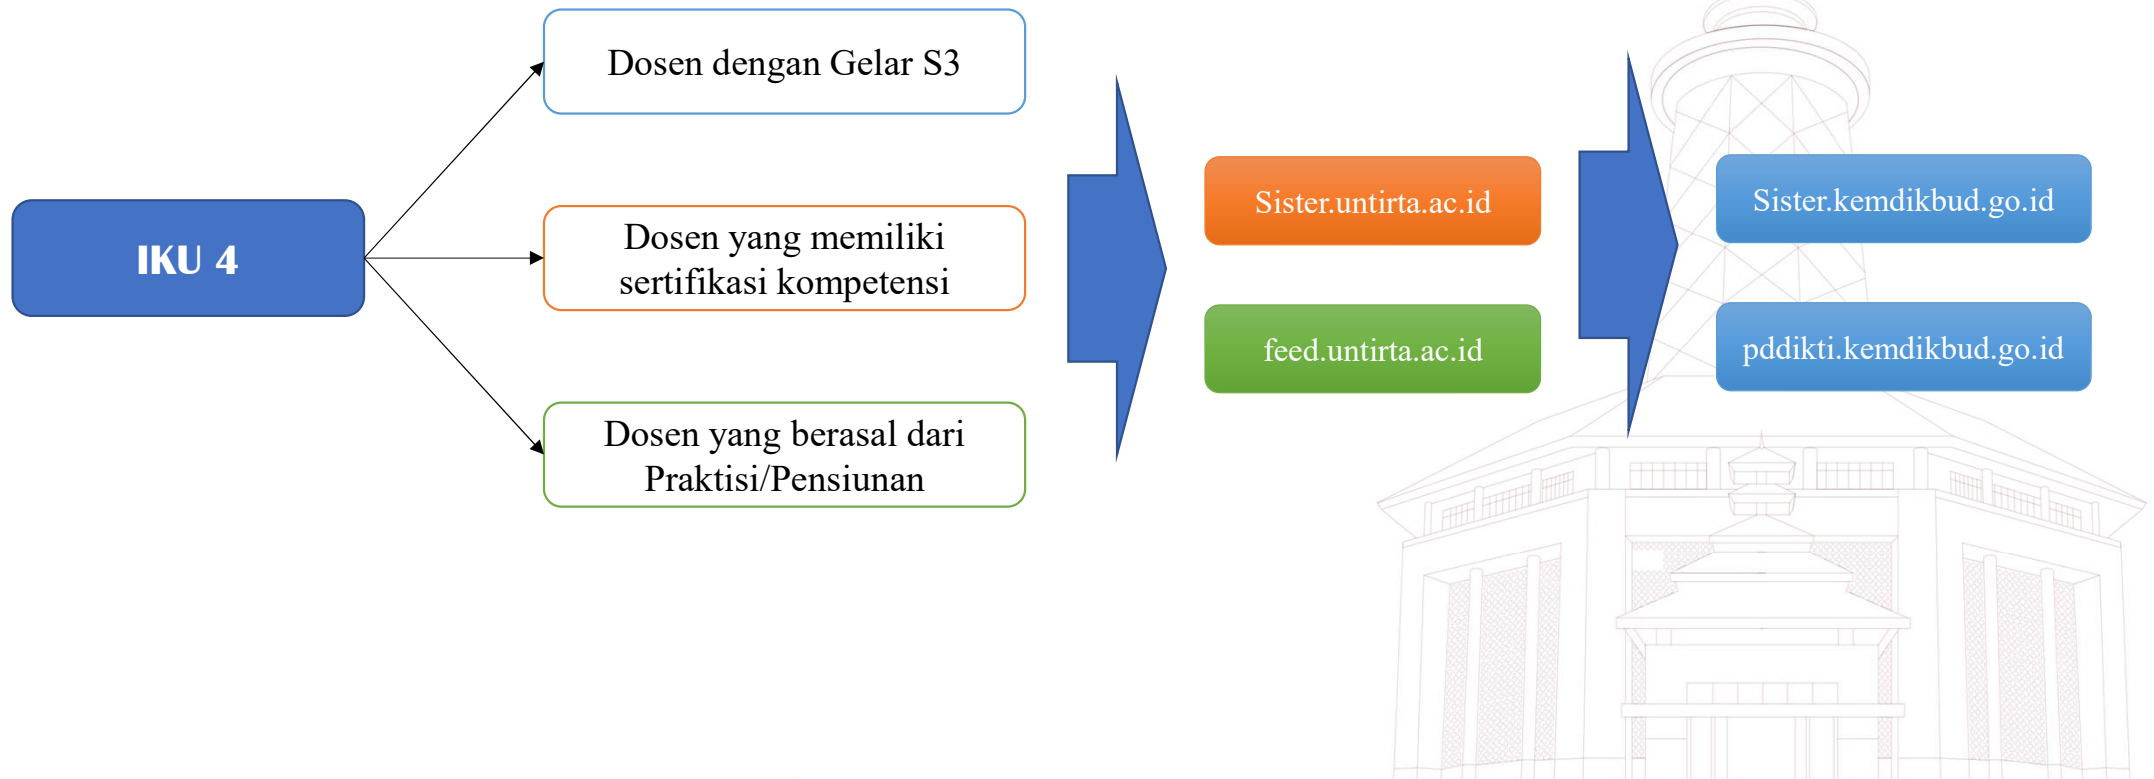 IKU 4
Dosen dengan Gelar S3
Dosen yang memiliki
sertifikasi kompetensi
Dosen yang berasal dari
Praktisi/Pensiunan
Sister.untirta.ac.id
feed.untirta.ac.id
Sister.kemdikbud.go.id
pddikti.kemdikbud.go.id